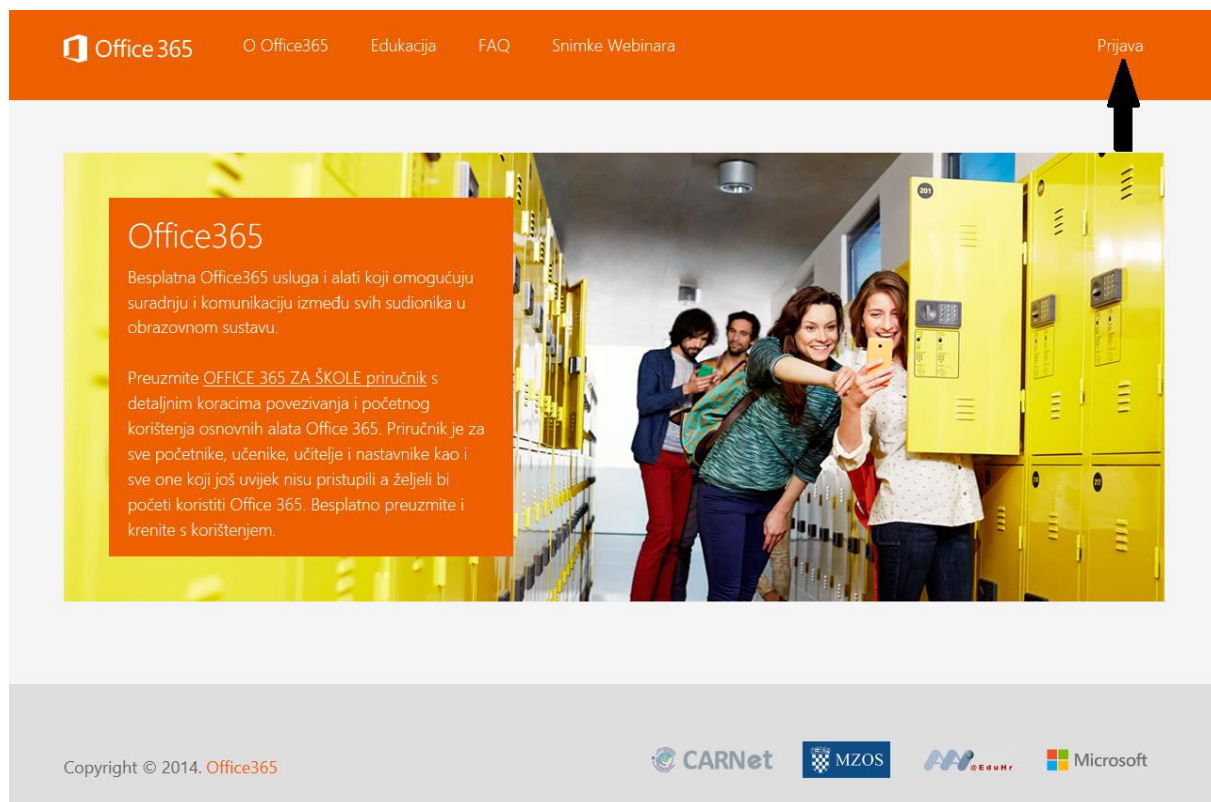 Office 365 O Office365 Edukacija FAQ Snimke Webinara Prijava
Office365
Besplatna Office365 usluga i alati koji omogućuju
suradnju i komunikaciju između svih sudionika u
obrazovnom sustavu.
Preuzmite OFFICE 365 ZA ŠKOLE priručnik s
detaljnim koracima povezivanja i početnog
korištenja osnovnih alata Office 365. Priručnik je za
sve početnike, učenike, učitelje i nastavnike kao i
sve one koji još uvijek nisu pristupili a željeli bi
početi koristiti Office 365. Besplatno preuzmite i
krenite s korištenjem.
201
Copyright © 2014. Office365 CARNet MZOS AAI@EduHr Microsoft